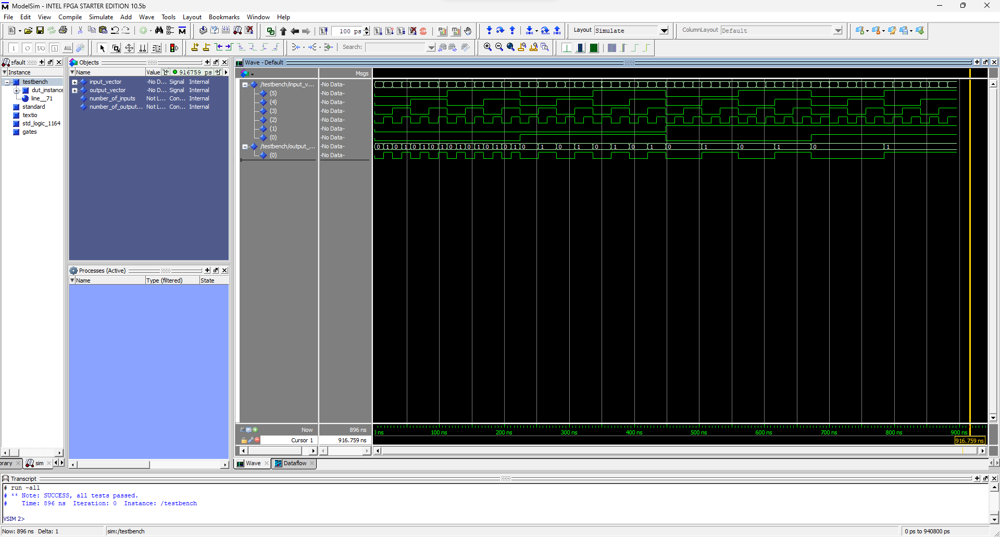 ModelSim - INTEL FPGA STARTER EDITION 10.5b
File Edit View Compile Simulate Add Wave Tools Layout Bookmarks Window Help
100 ps
Layout Simulate
ColumnLayout Default
Search:
efault
Instance
testbench
dut_instance
line__71
standard
textio
std_logic_1164
gates
Objects
Name Value 916759 ps
input_vector -No D... Signal Internal
output_vector -No D... Signal Internal
number_of_inputs Not L... Con... Internal
number_of_output... Not L... Con... Internal
Processes (Active)
Name Type (filtered) State
Wave - Default
Msgs
/testbench/input_v... -No Data-
(5) -No Data-
(4) -No Data-
(3) -No Data-
(2) -No Data-
(1) -No Data-
(0) -No Data-
/testbench/output_... -No Data- 0 1 0 1 0 1 0 1 0 1 0 1 0 1 0 1 0 1 0 1 0 1 0 1 0 1 0 1 0 1
(0) -No Data-
Now 896 ns
Cursor 1 916.759 ns
ns 100 ns 200 ns 300 ns 400 ns 500 ns 600 ns 700 ns 800 ns 900 ns
916.759 ns
orary sim
Wave Dataflow
Transcript
# run -all
# ** Note: SUCCESS, all tests passed.
# Time: 896 ns Iteration: 0 Instance: /testbench
VSIM 2>
Now: 896 ns Delta: 1 sim:/testbench 0 ps to 940800 ps